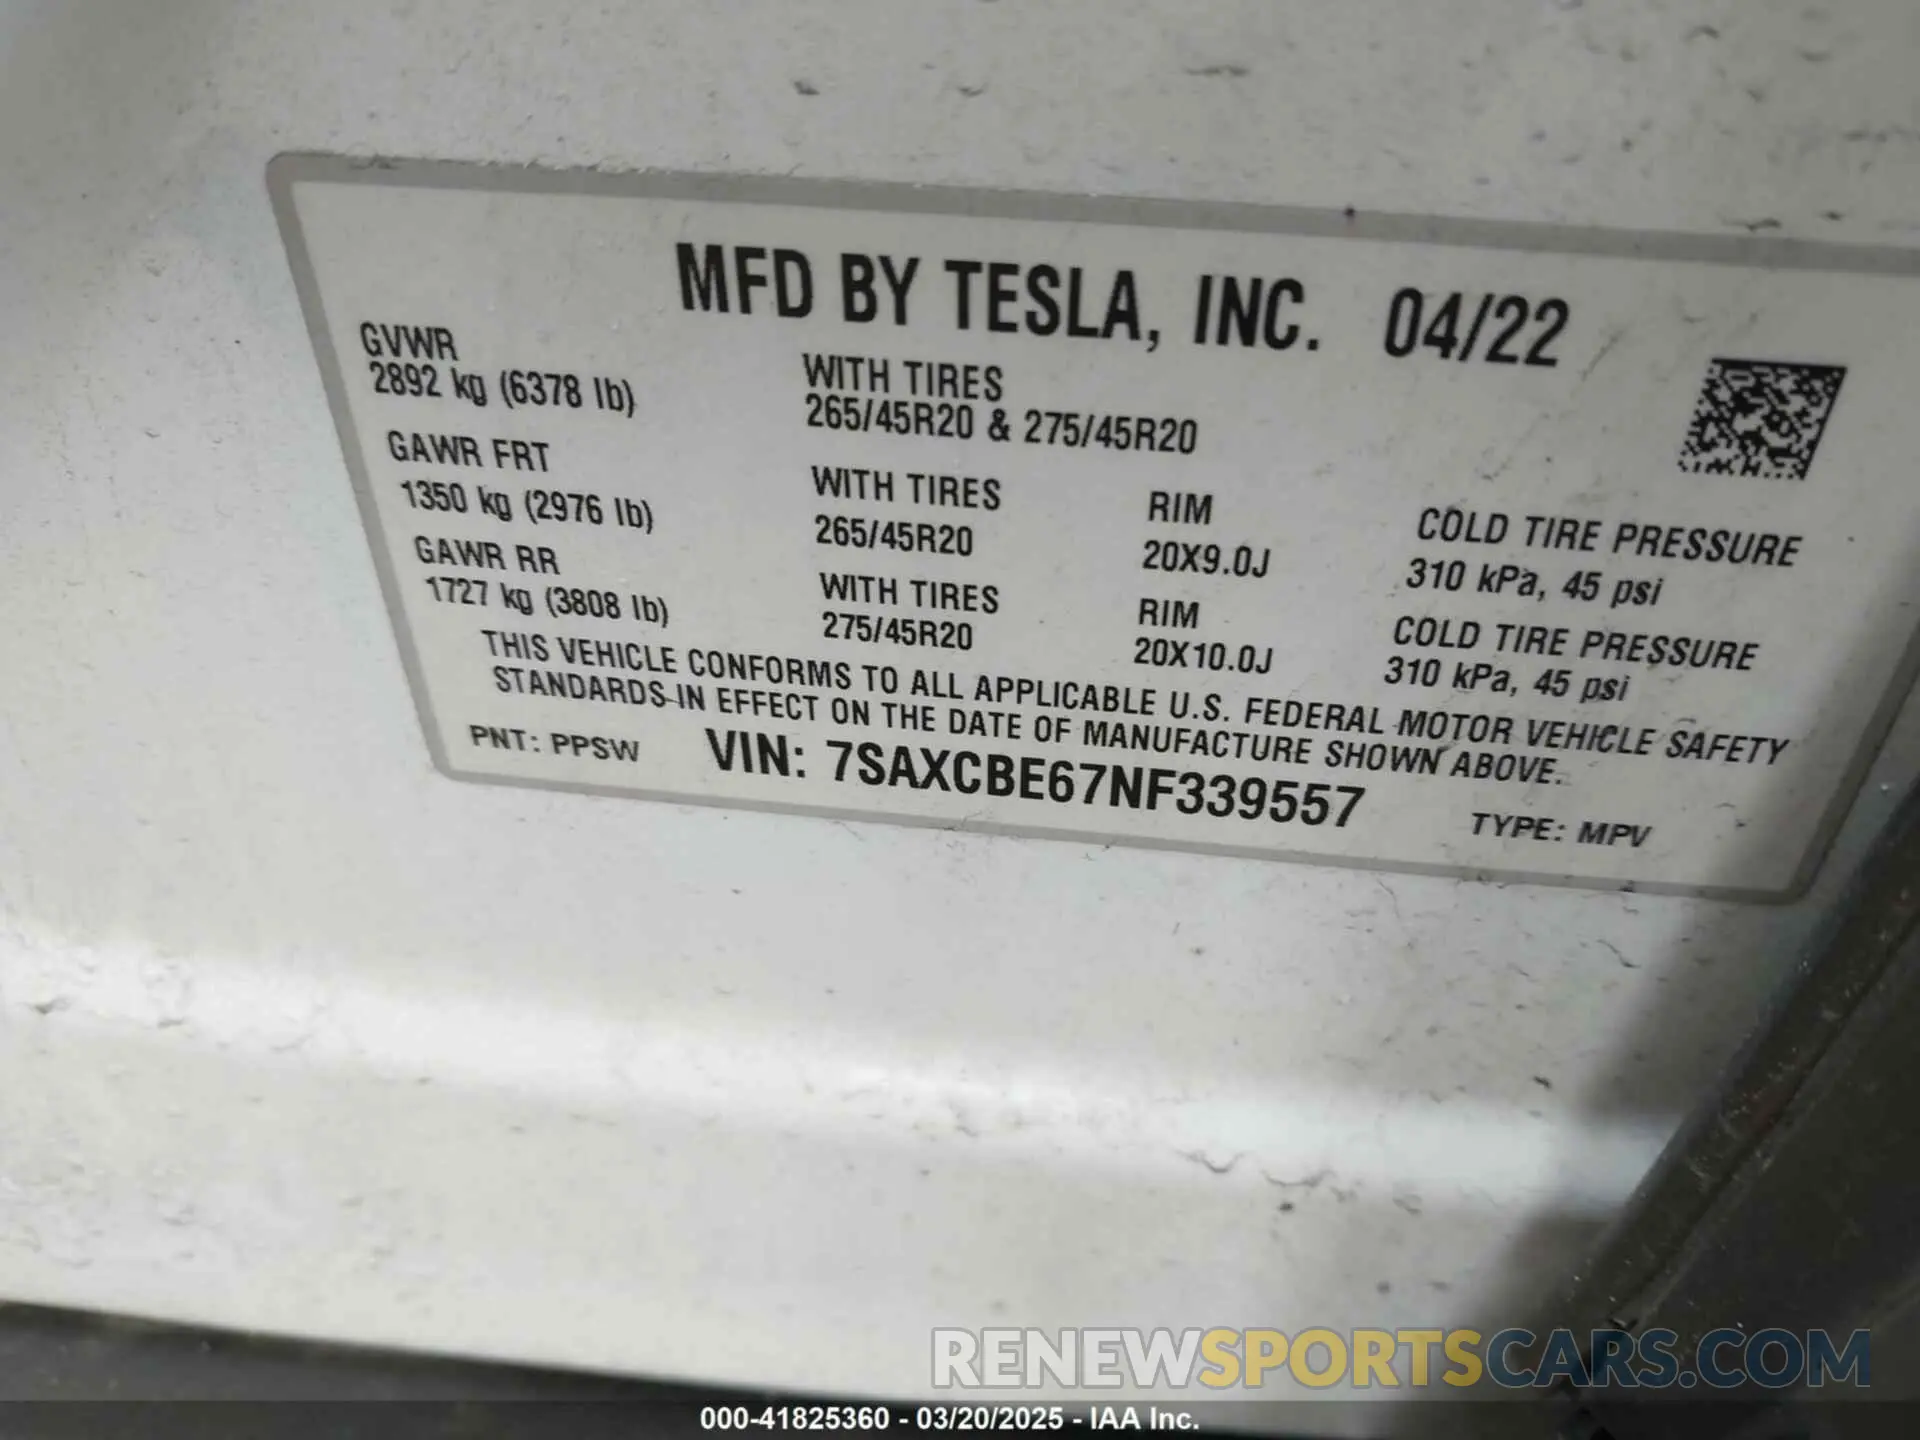 MFD BY TESLA, INC. 04/22
GVWR
2892 kg (6378 lb)
WITH TIRES
265/45R20 & 275/45R20
GAWR FRT
1350 kg (2976 lb)
WITH TIRES
265/45R20
RIM
20X9.0J
COLD TIRE PRESSURE
310 kPa, 45 psi
GAWR RR
1727 kg (3808 lb)
WITH TIRES
275/45R20
RIM
20X10.0J
COLD TIRE PRESSURE
310 kPa, 45 psi
THIS VEHICLE CONFORMS TO ALL APPLICABLE U.S. FEDERAL MOTOR VEHICLE SAFETY
STANDARDS IN EFFECT ON THE DATE OF MANUFACTURE SHOWN ABOVE.
PNT: PPSW VIN: 7SAXCBE67NF339557 TYPE: MPV
RENEWSPORTSCARS.COM
000-41825360 - 03/20/2025 - IAA Inc.